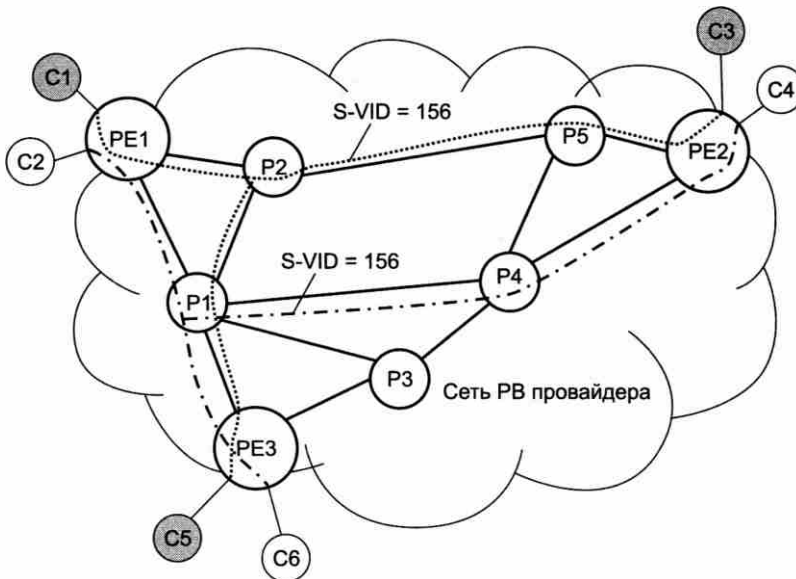 C3
C1
C4
S-VID = 156
PE1
P5
PE2
C2
P2
S-VID = 156
P4
P1
P3
Сеть PB провайдера
PE3
C5
C6